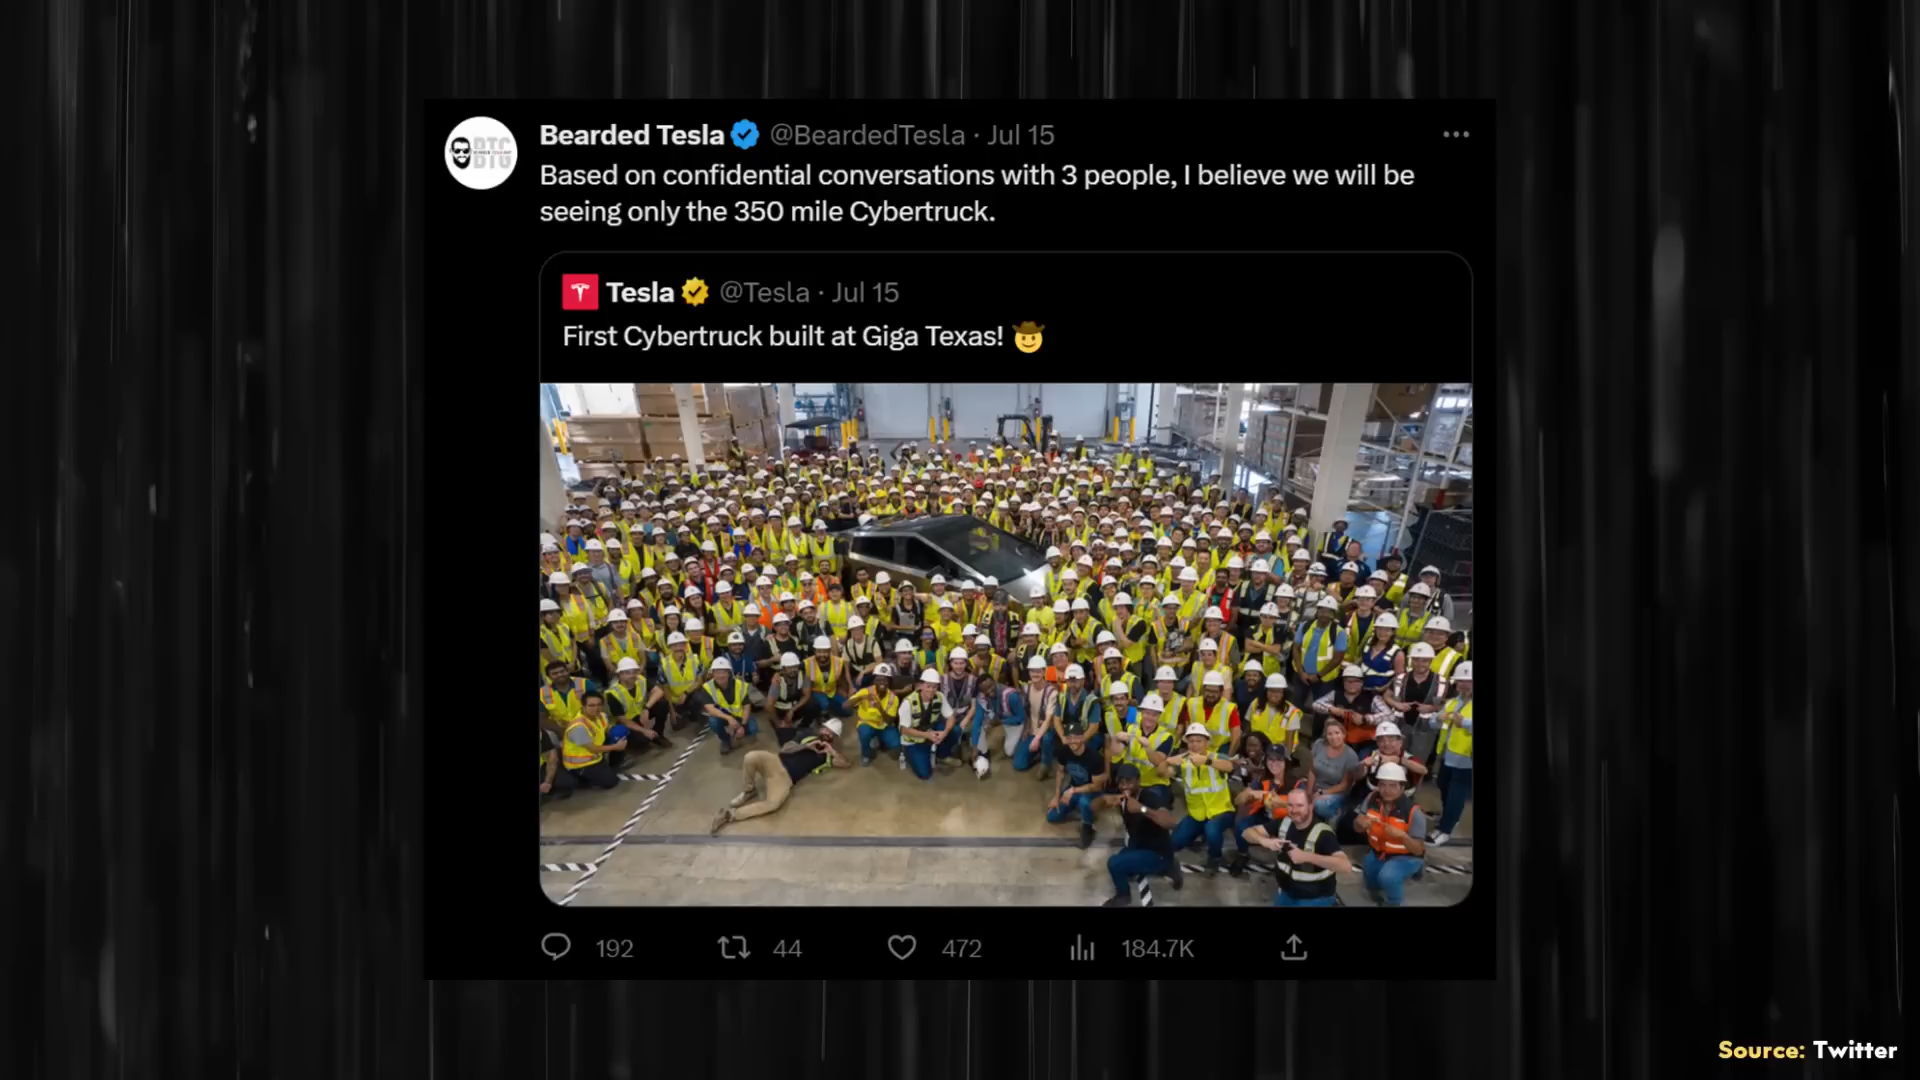 Bearded Tesla @BeardedTesla · Jul 15
Based on confidential conversations with 3 people, I believe we will be
seeing only the 350 mile Cybertruck.
Tesla @Tesla · Jul 15
First Cybertruck built at Giga Texas! 🤠
192 44 472 184.7K
Source: Twitter